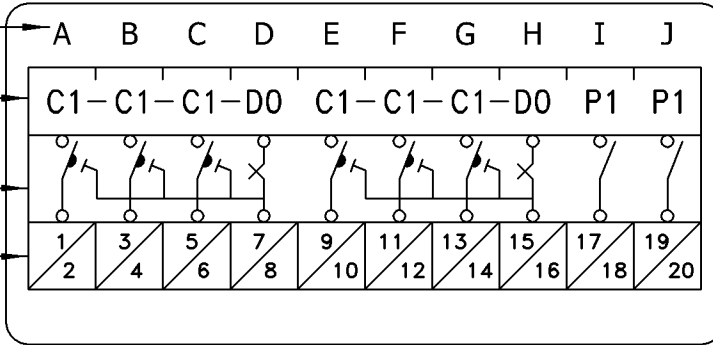 A B C D E F G H I J
C1-C1-C1-D0 C1-C1-C1-D0 P1 P1
1 3 5 7 9 11 13 15 17 19
2 4 6 8 10 12 14 16 18 20